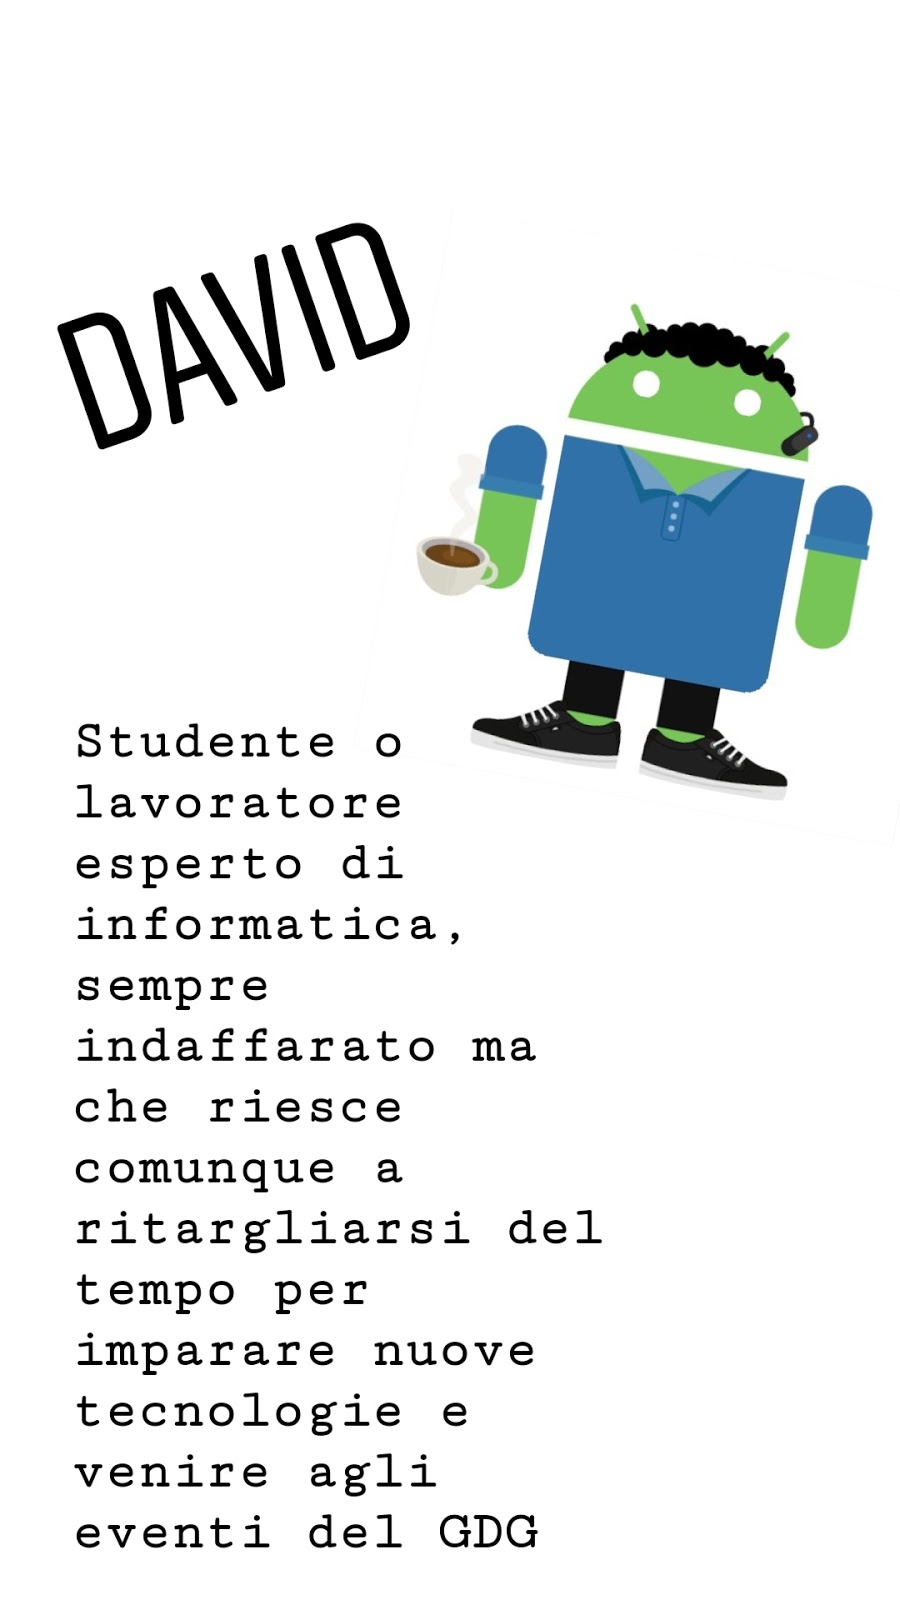 DAVID
Studente o
lavoratore
esperto di
informatica,
sempre
indaffarato ma
che riesce
comunque a
ritargliarsi del
tempo per
imparare nuove
tecnologie e
venire agli
eventi del GDG